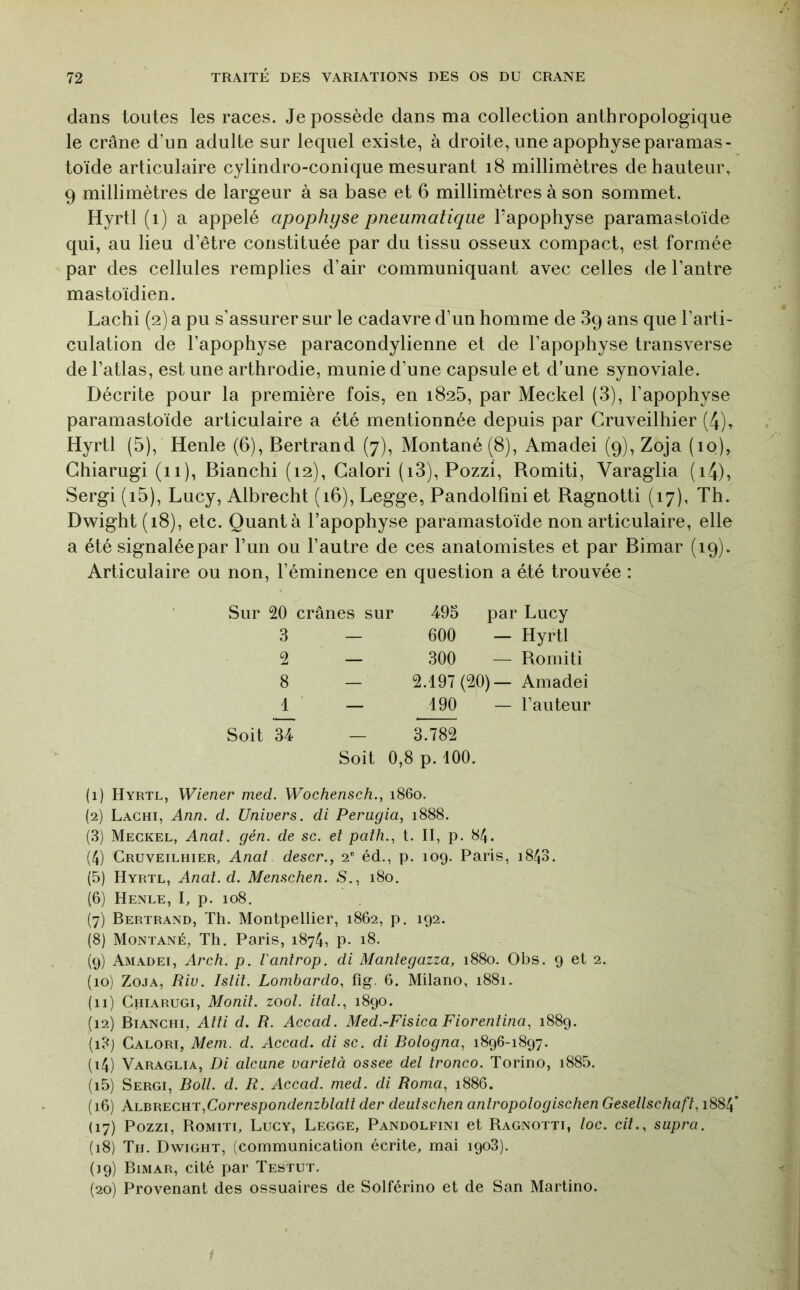 72 TRAITÉ DES VARIATIONS DES OS DU CRANE
dans toutes les races. Je possède dans ma collection anthropologique
le crâne d'un adulte sur lequel existe, à droite, une apophyse paramas-
toïde articulaire cylindro-conique mesurant 18 millimètres de hauteur,
9 millimètres de largeur à sa base et 6 millimètres à son sommet.
Hyrtl (1) a appelé apophyse pneumatique l'apophyse paramastoïde
qui, au lieu d'être constituée par du tissu osseux compact, est formée
par des cellules remplies d'air communiquant avec celles de l'antre
mastoïdien.
Lachi (2) a pu s'assurer sur le cadavre d'un homme de 39 ans que l'arti-
culation de l'apophyse paracondylienne et de l'apophyse transverse
de l'atlas, est une arthrodie, munie d'une capsule et d'une synoviale.
Décrite pour la première fois, en 1825, par Meckel (3), l'apophyse
paramastoïde articulaire a été mentionnée depuis par Cruveilhier (4),
Hyrtl (5), Henle (6), Bertrand (7), Montané (8), Amadei (9), Zoja (10),
Chiarugi (11), Bianchi (12), Calori (13), Pozzi, Romiti, Varaglia (14),
Sergi (15), Lucy, Albrecht (16), Legge, Pandolfini et Ragnotti (17), Th.
Dwight (18), etc. Quant à l'apophyse paramastoïde non articulaire, elle
a été signalée par l'un ou l'autre de ces anatomistes et par Bimar (19).
Articulaire ou non, l'éminence en question a été trouvée :
Sur 20 crânes sur 495 par Lucy
3 — 600 — Hyrtl
2 — 300 — Romiti
8 — 2.197 (20) — Amadei
1 — 190 — l'auteur
Soit 34 — 3.782
Soit 0,8 p. 100.
(1) HYRTL, Wiener med. Wochensch., 1860.
(2) LACHI, Ann. d. Univers. di Perugia, 1888.
(3) MECKEL, Anat. gén. de sc. et path., t. II, p. 84.
(4) CRUVEILHIER, Anat. descr., 2e éd., p. 109. Paris, 1843.
(5) HYRTL, Anat. d. Menschen. S., 180.
(6) HENLE, I, p. 108.
(7) BERTRAND, Th. Montpellier, 1862, p. 192.
(8) MONTANÉ, Th. Paris, 1874, p. 18.
(9) AMADEI, Arch. p. l'antrop. di Mantegazza, 1880. Obs. 9 et 2.
(10) ZOJA, Riv. Istit. Lombardo, fig. 6. Milano, 1881.
(11) CHIARUGI, Monit. zool. ital., 1890.
(12) BIANCHI, Atti d. R. Accad. Med.-Fisica Fiorentina, 1889.
(13) CALORI, Mem. d. Accad. di sc. di Bologna, 1896-1897.
(14) VARAGLIA, Di alcune varietà ossee del tronco. Torino, 1885.
(15) SERGI, Boll. d. R. Accad. med. di Roma, 1886.
(16) ALBRECHT, Correspondenzblatt der deutschen antropologischen Gesellschaft, 1884.
(17) POZZI, ROMITI, LUCY, LEGGE, PANDOLFINI et RAGNOTTI, loc. cit., supra.
(18) TH. DWIGHT, (communication écrite, mai 1903).
(19) BIMAR, cité par TESTUT.
(20) Provenant des ossuaires de Solférino et de San Martino.